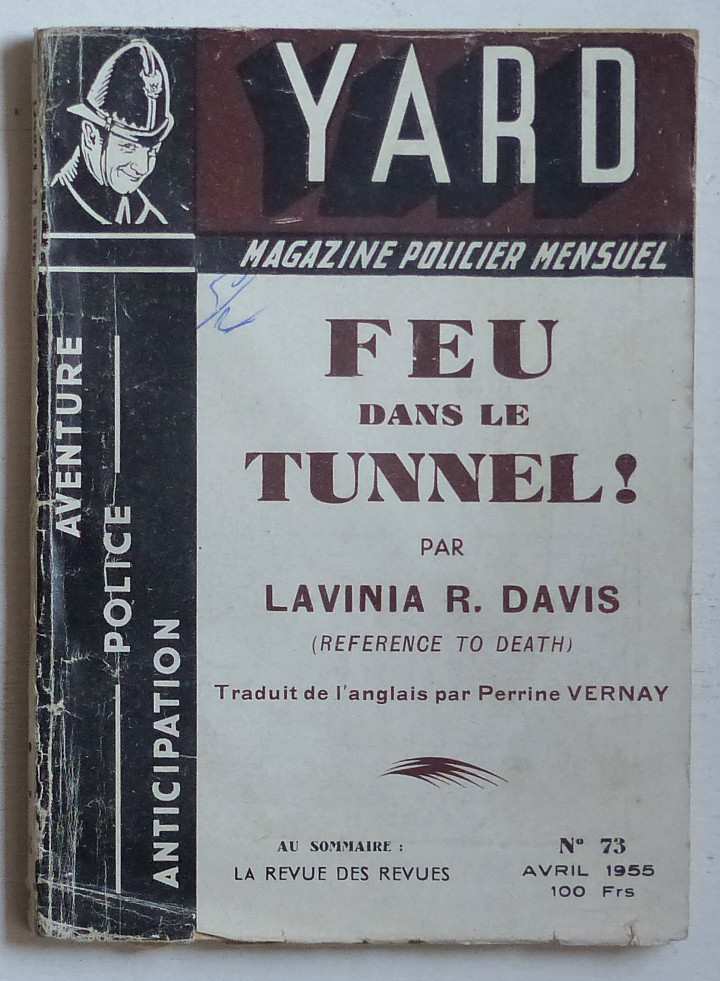 YARD
MAGAZINE POLICIER MENSUEL
AVENTURE
POLICE
ANTICIPATION
FEU
DANS LE
TUNNEL!
PAR
LAVINIA R. DAVIS
(REFERENCE TO DEATH)
Traduit de l'anglais par Perrine VERNAY
AU SOMMAIRE :
LA REVUE DES REVUES
Nº 73
AVRIL 1955
100 Frs